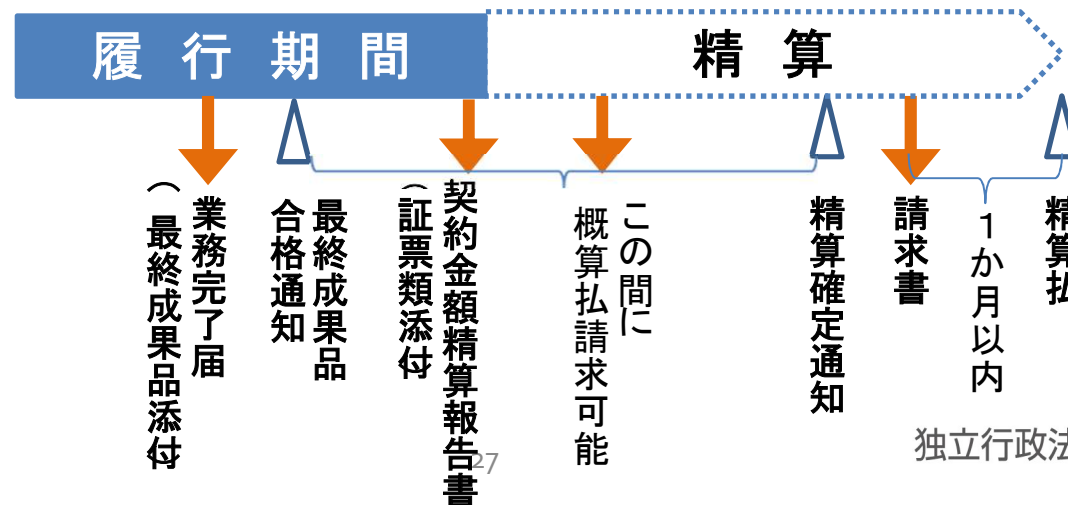 履行期間
精算
業務完了届
（最終成果品添付）
最終成果品
合格通知
契約金額精算報告書
（証票類添付）
この間に
概算払請求可能
精算確定通知
請求書
1か月以内
精算払
27
独立行政法